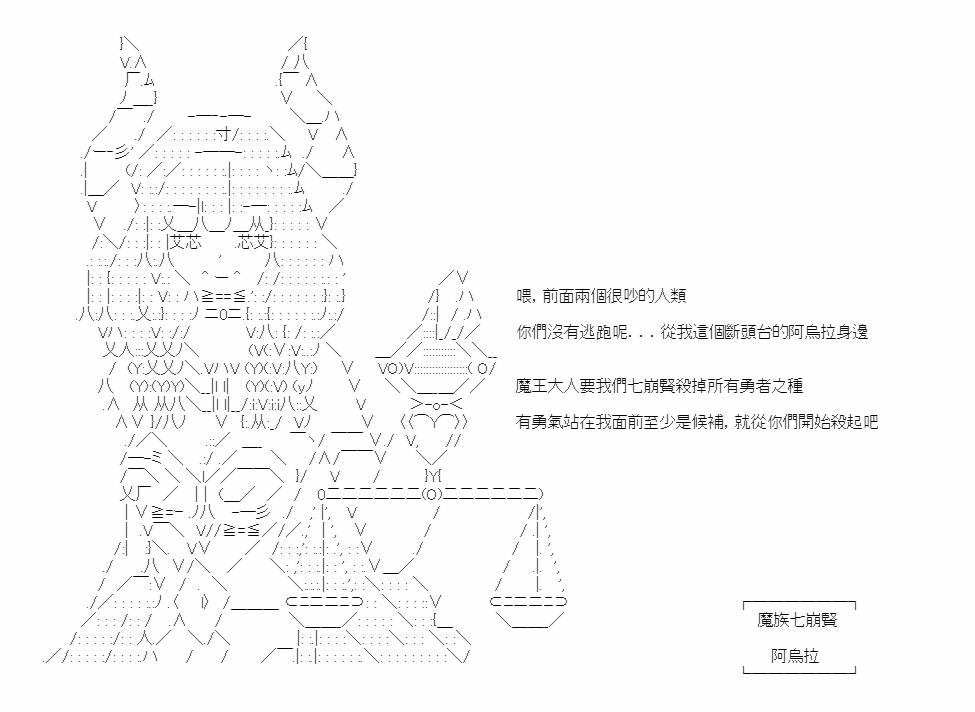 喂, 前面兩個很吵的人類
你們沒有逃跑呢. . . 從我這個斷頭台的阿烏拉身邊
魔王大人要我們七崩賢殺掉所有勇者之種
有勇氣站在我面前至少是候補, 就從你們開始殺起吧
魔族七崩賢
阿烏拉